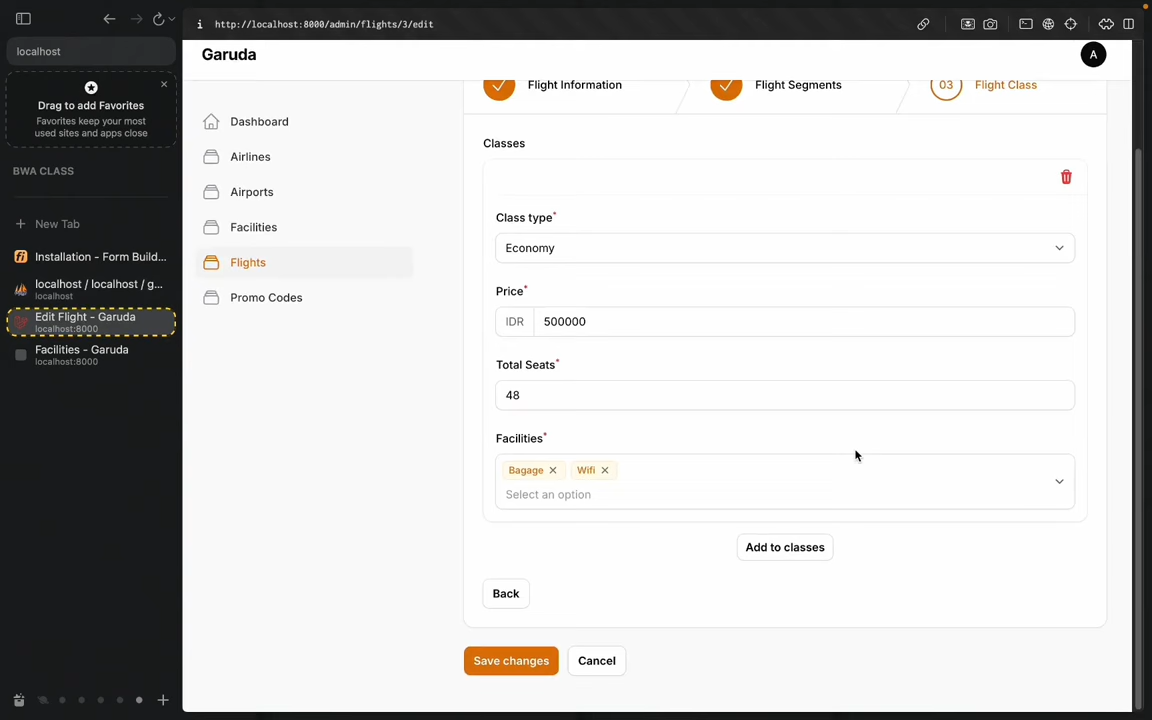 http://localhost:8000/admin/flights/3/edit
localhost
Garuda
A
Drag to add Favorites
Favorites keep your most
used sites and apps close
Flight Information
Flight Segments
03
Flight Class
Dashboard
Airlines
Airports
Facilities
Flights
Promo Codes
BWA CLASS
New Tab
Installation - Form Build...
localhost / localhost / g...
localhost
Edit Flight - Garuda
localhost:8000
Facilities - Garuda
localhost:8000
Classes
Class type*
Economy
Price*
IDR
500000
Total Seats*
48
Facilities*
Bagage
Wifi
Select an option
Add to classes
Back
Save changes
Cancel